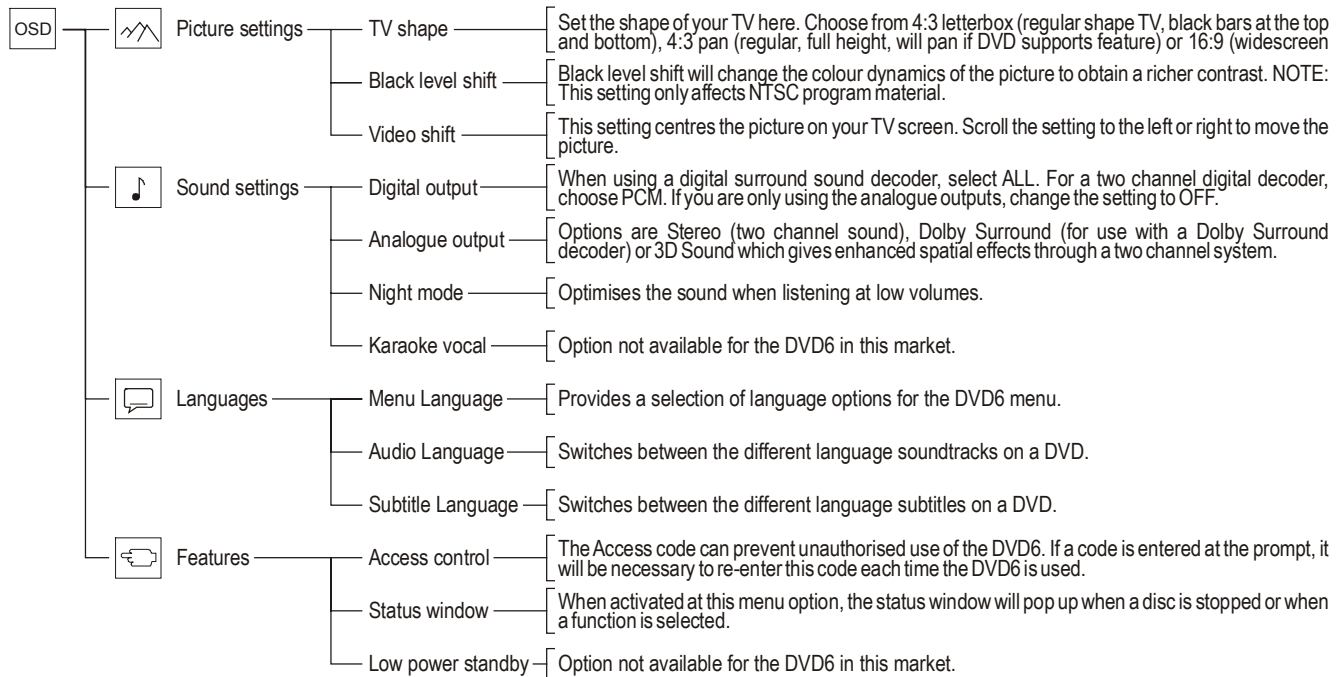 OSD
Picture settings
TV shape
Set the shape of your TV here. Choose from 4:3 letterbox (regular shape TV, black bars at the top
and bottom), 4:3 pan (regular, full height, will pan if DVD supports feature) or 16:9 (widescreen
Black level shift
Black level shift will change the colour dynamics of the picture to obtain a richer contrast. NOTE:
This setting only affects NTSC program material.
Video shift
This setting centres the picture on your TV screen. Scroll the setting to the left or right to move the
picture.
Sound settings
Digital output
When using a digital surround sound decoder, select ALL. For a two channel digital decoder,
choose PCM. If you are only using the analogue outputs, change the setting to OFF.
Analogue output
Options are Stereo (two channel sound), Dolby Surround (for use with a Dolby Surround
decoder) or 3D Sound which gives enhanced spatial effects through a two channel system.
Night mode
Optimises the sound when listening at low volumes.
Karaoke vocal
Option not available for the DVD6 in this market.
Languages
Menu Language
Provides a selection of language options for the DVD6 menu.
Audio Language
Switches between the different language soundtracks on a DVD.
Subtitle Language
Switches between the different language subtitles on a DVD.
Features
Access control
The Access code can prevent unauthorised use of the DVD6. If a code is entered at the prompt, it
will be necessary to re-enter this code each time the DVD6 is used.
Status window
When activated at this menu option, the status window will pop up when a disc is stopped or when
a function is selected.
Low power standby
Option not available for the DVD6 in this market.